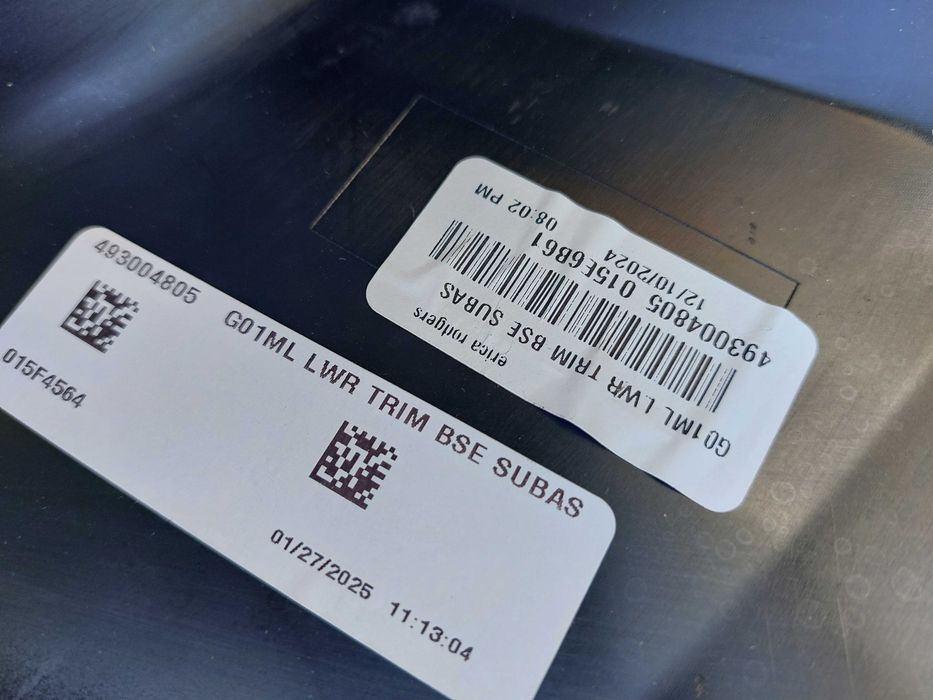 493004805
G01ML LWR TRIM BSE SUBAS
015F4564
01/27/2025 11:13:04
G01ML LWR TRIM BSE SUBAS
erica rodgers
493004805 015E6B61
12/10/2024 08:02 PM